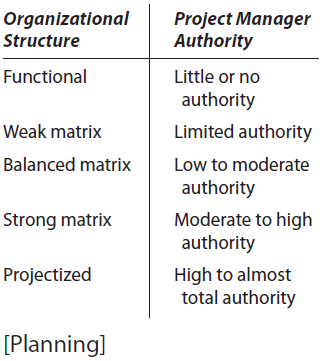 Organizational Project Manager
Structure Authority
Functional Little or no
authority
Weak matrix Limited authority
Balanced matrix Low to moderate
authority
Strong matrix Moderate to high
authority
Projectized High to almost
total authority
[Planning]